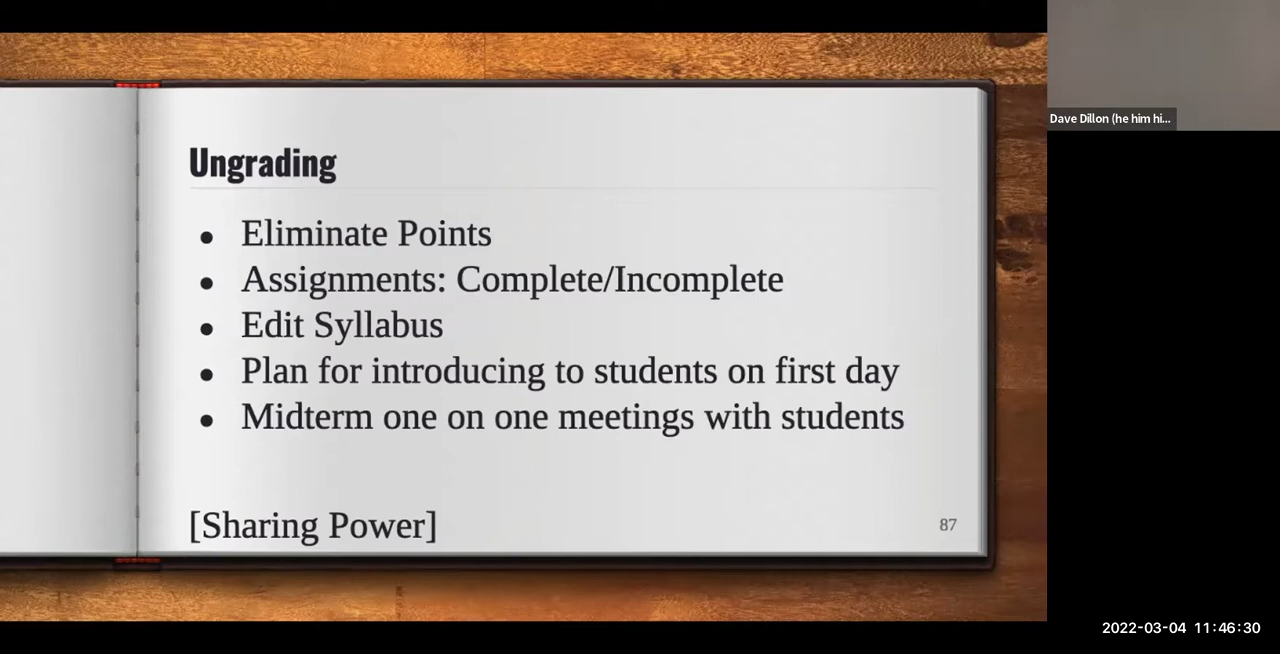 Ungrading
● Eliminate Points
● Assignments: Complete/Incomplete
● Edit Syllabus
● Plan for introducing to students on first day
● Midterm one on one meetings with students
[Sharing Power]
87
Dave Dillon (he him hi...
2022-03-04 11:46:30